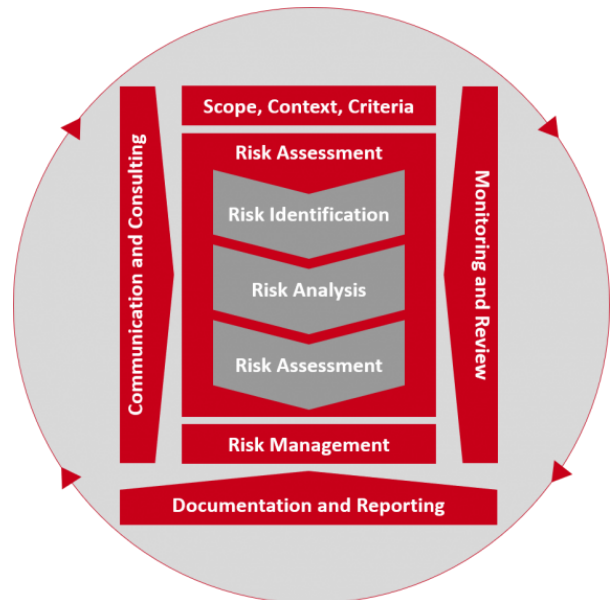 Scope, Context, Criteria
Risk Assessment
Risk Identification
Risk Analysis
Risk Assessment
Risk Management
Communication and Consulting
Monitoring and Review
Documentation and Reporting